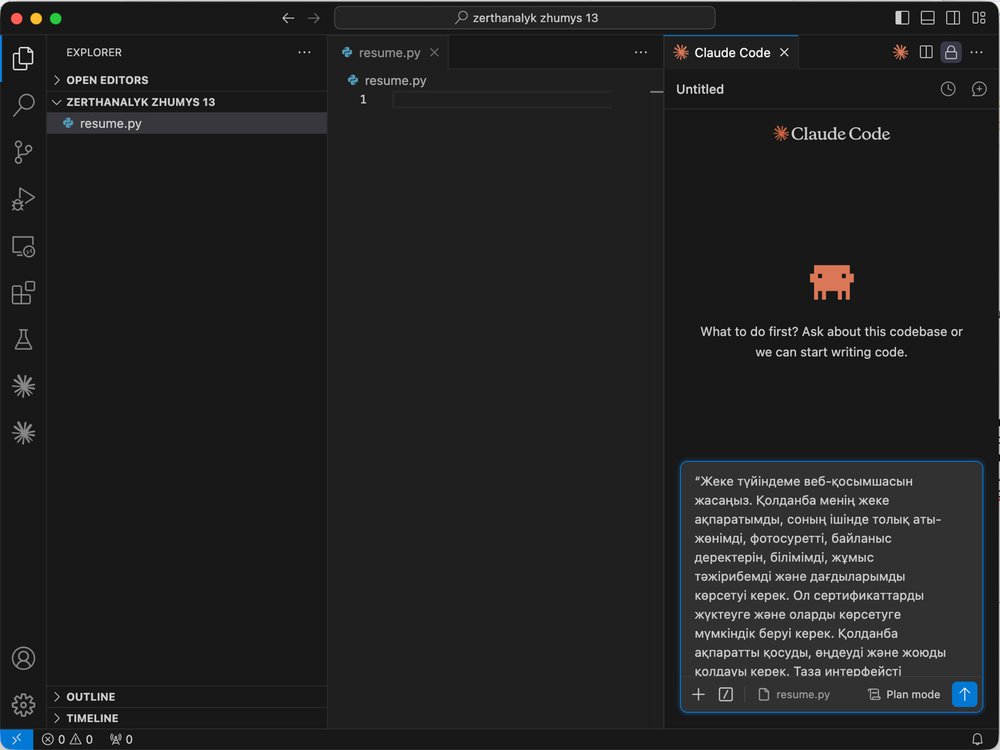 zerthanalyk zhumys 13
EXPLORER
OPEN EDITORS
ZERTHANALYK ZHUMYS 13
resume.py
resume.py
resume.py
1
Claude Code
Untitled
Claude Code
What to do first? Ask about this codebase or
we can start writing code.
“Жеке түйіндеме веб-қосымшасын
жасаңыз. Қолданба менің жеке
ақпаратымды, соның ішінде толық аты-
жөнімді, фотосуретті, байланыс
деректерін, білімімді, жұмыс
тәжірибемді және дағдыларымды
көрсетуі керек. Ол сертификаттарды
жүктеуге және оларды көрсетуге
мүмкіндік беруі керек. Қолданба
ақпаратты қосуды, өңдеуді және жоюды
қолдауы керек. Таза интерфейсті
resume.py
Plan mode
OUTLINE
TIMELINE
0 0 0